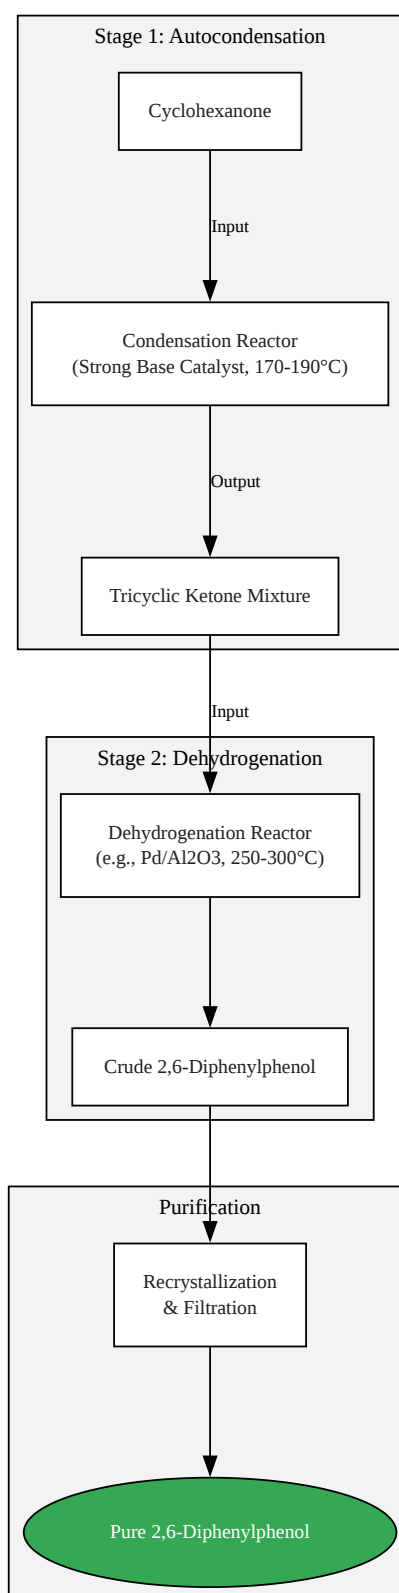 Stage 1: Autocondensation
Cyclohexanone
Input
Condensation Reactor
(Strong Base Catalyst, 170-190°C)
Output
Tricyclic Ketone Mixture
Input
Stage 2: Dehydrogenation
Dehydrogenation Reactor
(e.g., Pd/Al2O3, 250-300°C)
Crude 2,6-Diphenylphenol
Purification
Recrystallization
& Filtration
Pure 2,6-Diphenylphenol